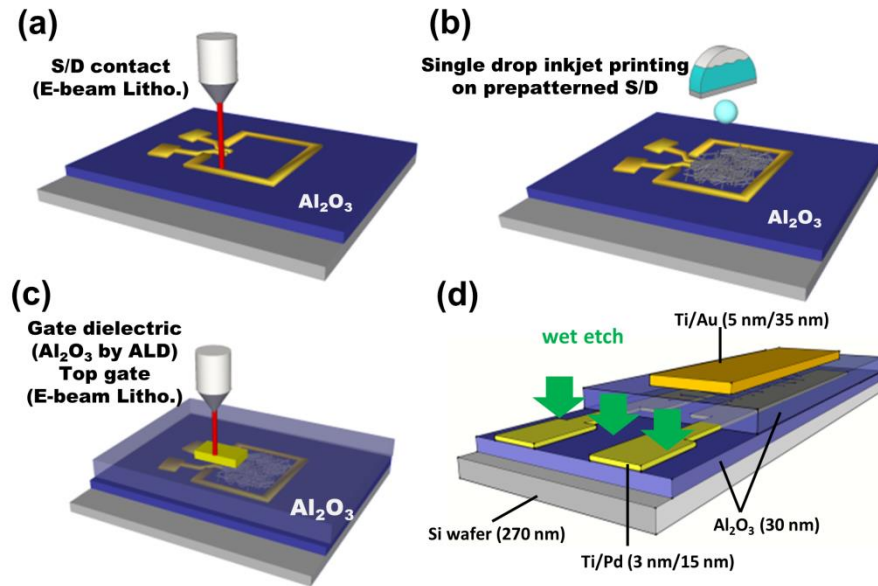 (a)
S/D contact
(E-beam Litho.)
Al₂O₃
(b)
Single drop inkjet printing
on prepatterned S/D
Al₂O₃
(c)
Gate dielectric
(Al₂O₃ by ALD)
Top gate
(E-beam Litho.)
Al₂O₃
(d)
Ti/Au (5 nm/35 nm)
wet etch
Si wafer (270 nm)
Ti/Pd (3 nm/15 nm)
Al₂O₃ (30 nm)